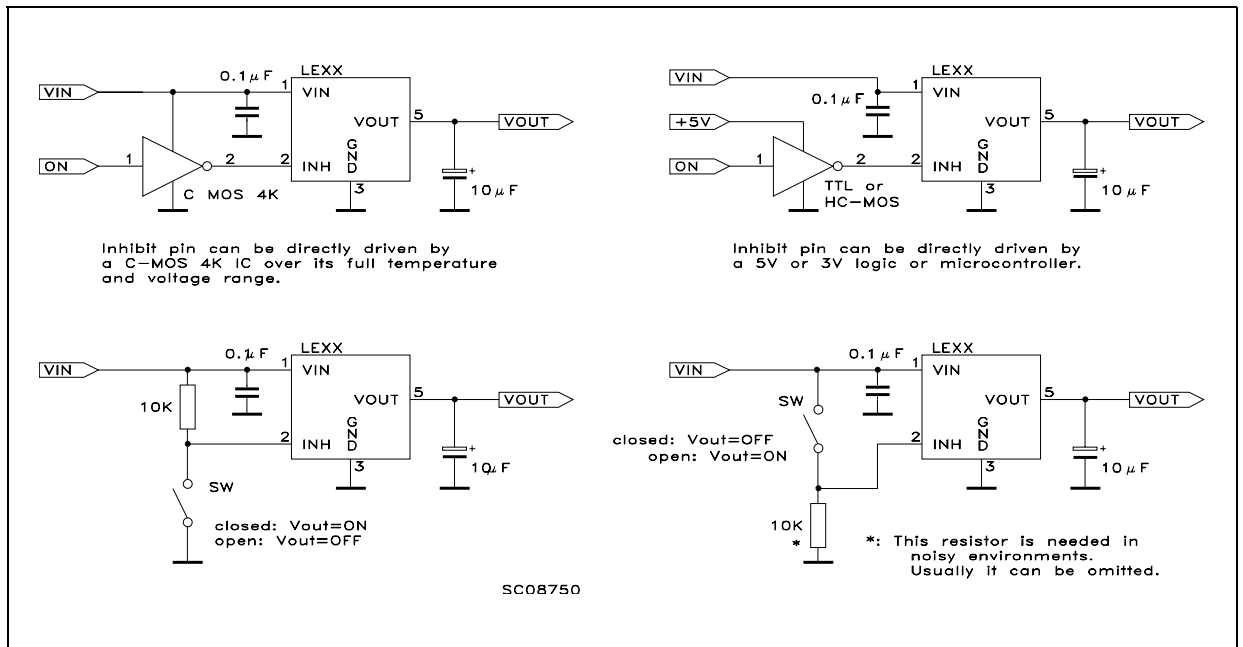 0.1µF
LEXX
VIN
1
VIN
VOUT
5
VOUT
ON
1
2
2
INH
GND
3
+
10µF
C MOS 4K
Inhibit pin can be directly driven by
a C-MOS 4K IC over its full temperature
and voltage range.
LEXX
VIN
1
VIN
0.1µF
+5V
VOUT
5
VOUT
ON
1
2
2
INH
GND
3
+
10µF
TTL or
HC-MOS
Inhibit pin can be directly driven by
a 5V or 3V logic or microcontroller.
0.1µF
LEXX
VIN
1
VIN
10K
VOUT
5
VOUT
2
INH
GND
3
+
10µF
SW
closed: Vout=ON
open: Vout=OFF
0.1µF
LEXX
VIN
1
VIN
SW
VOUT
5
VOUT
closed: Vout=OFF
open: Vout=ON
2
INH
GND
3
+
10µF
10K
*
*: This resistor is needed in
noisy environments.
Usually it can be omitted.
SC08750